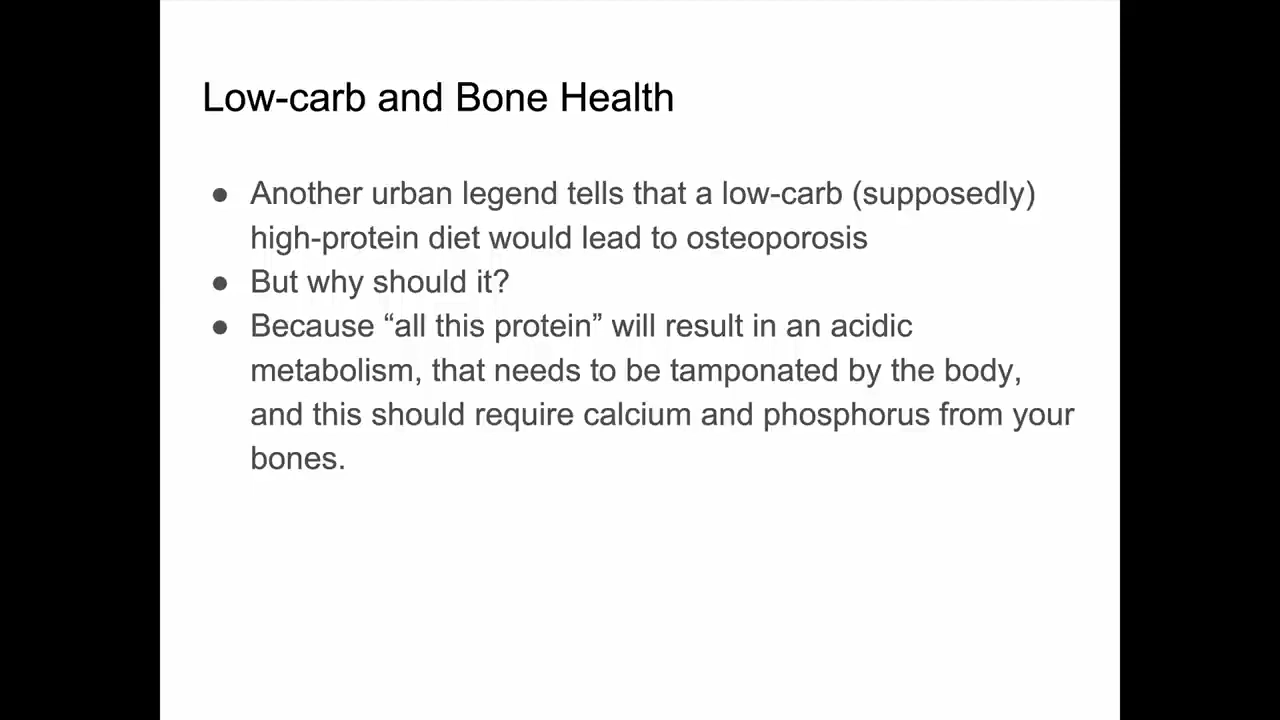 Low-carb and Bone Health
● Another urban legend tells that a low-carb (supposedly)
high-protein diet would lead to osteoporosis
● But why should it?
● Because “all this protein” will result in an acidic
metabolism, that needs to be tamponated by the body,
and this should require calcium and phosphorus from your
bones.